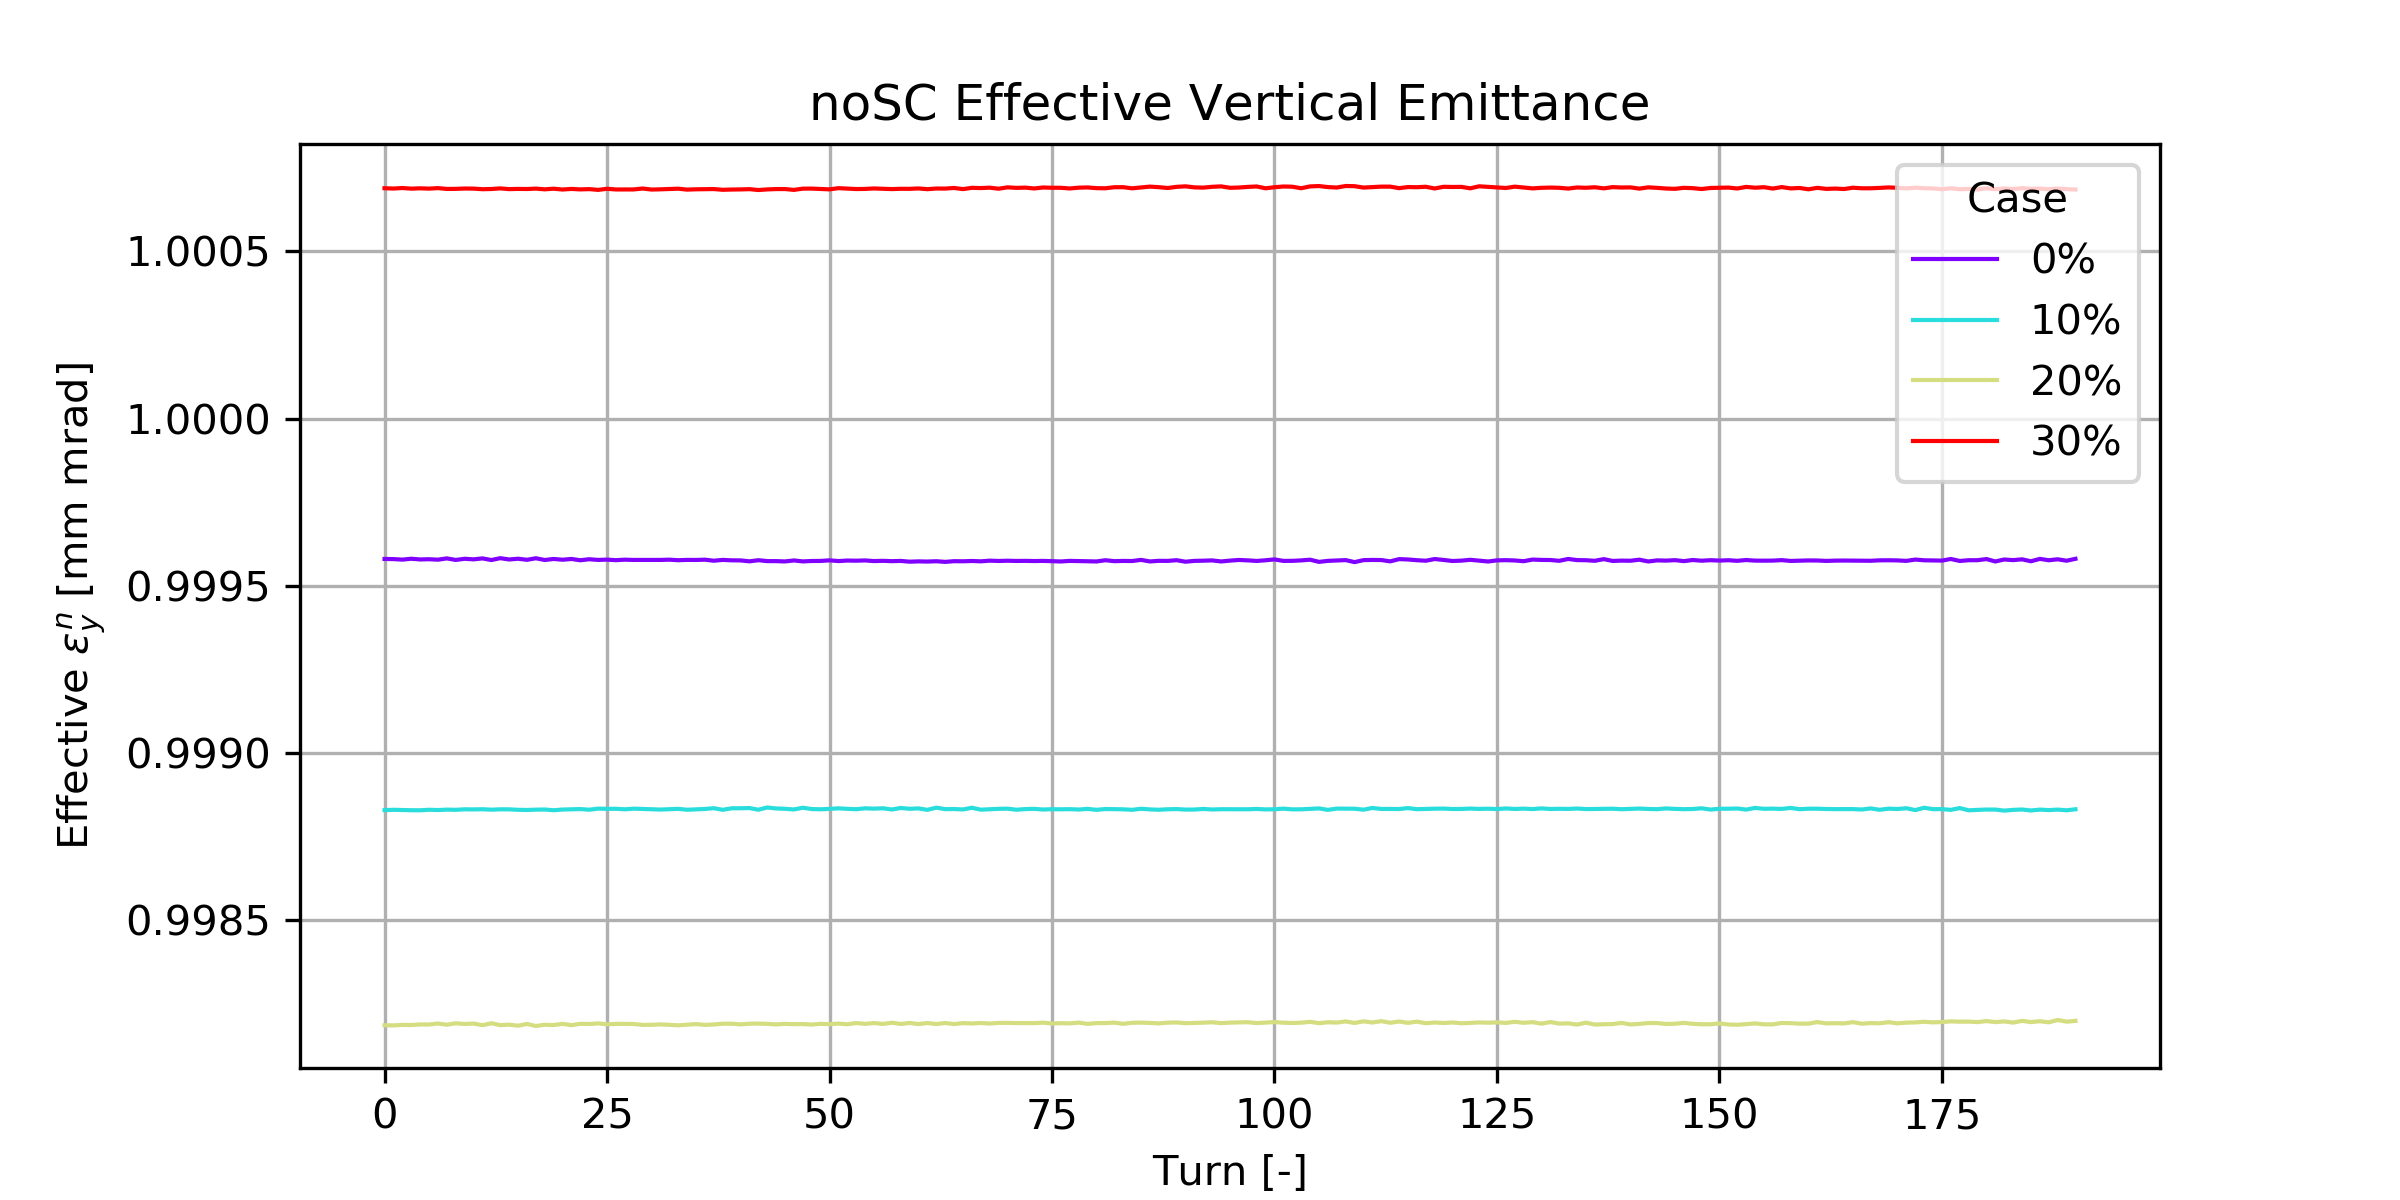 noSC Effective Vertical Emittance
Effective εⁿᵧ [mm mrad]
1.0005
1.0000
0.9995
0.9990
0.9985
Case
0%
10%
20%
30%
0 25 50 75 100 125 150 175
Turn [-]